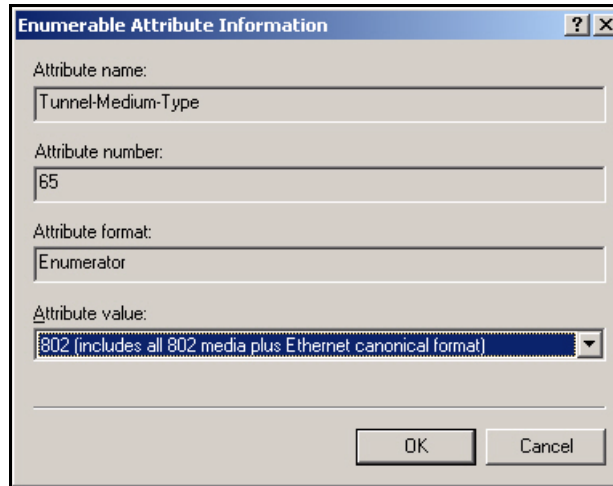 Enumerable Attribute Information
Attribute name:
Tunnel-Medium-Type
Attribute number:
65
Attribute format:
Enumerator
Attribute value:
802 (includes all 802 media plus Ethernet canonical format)
OK Cancel